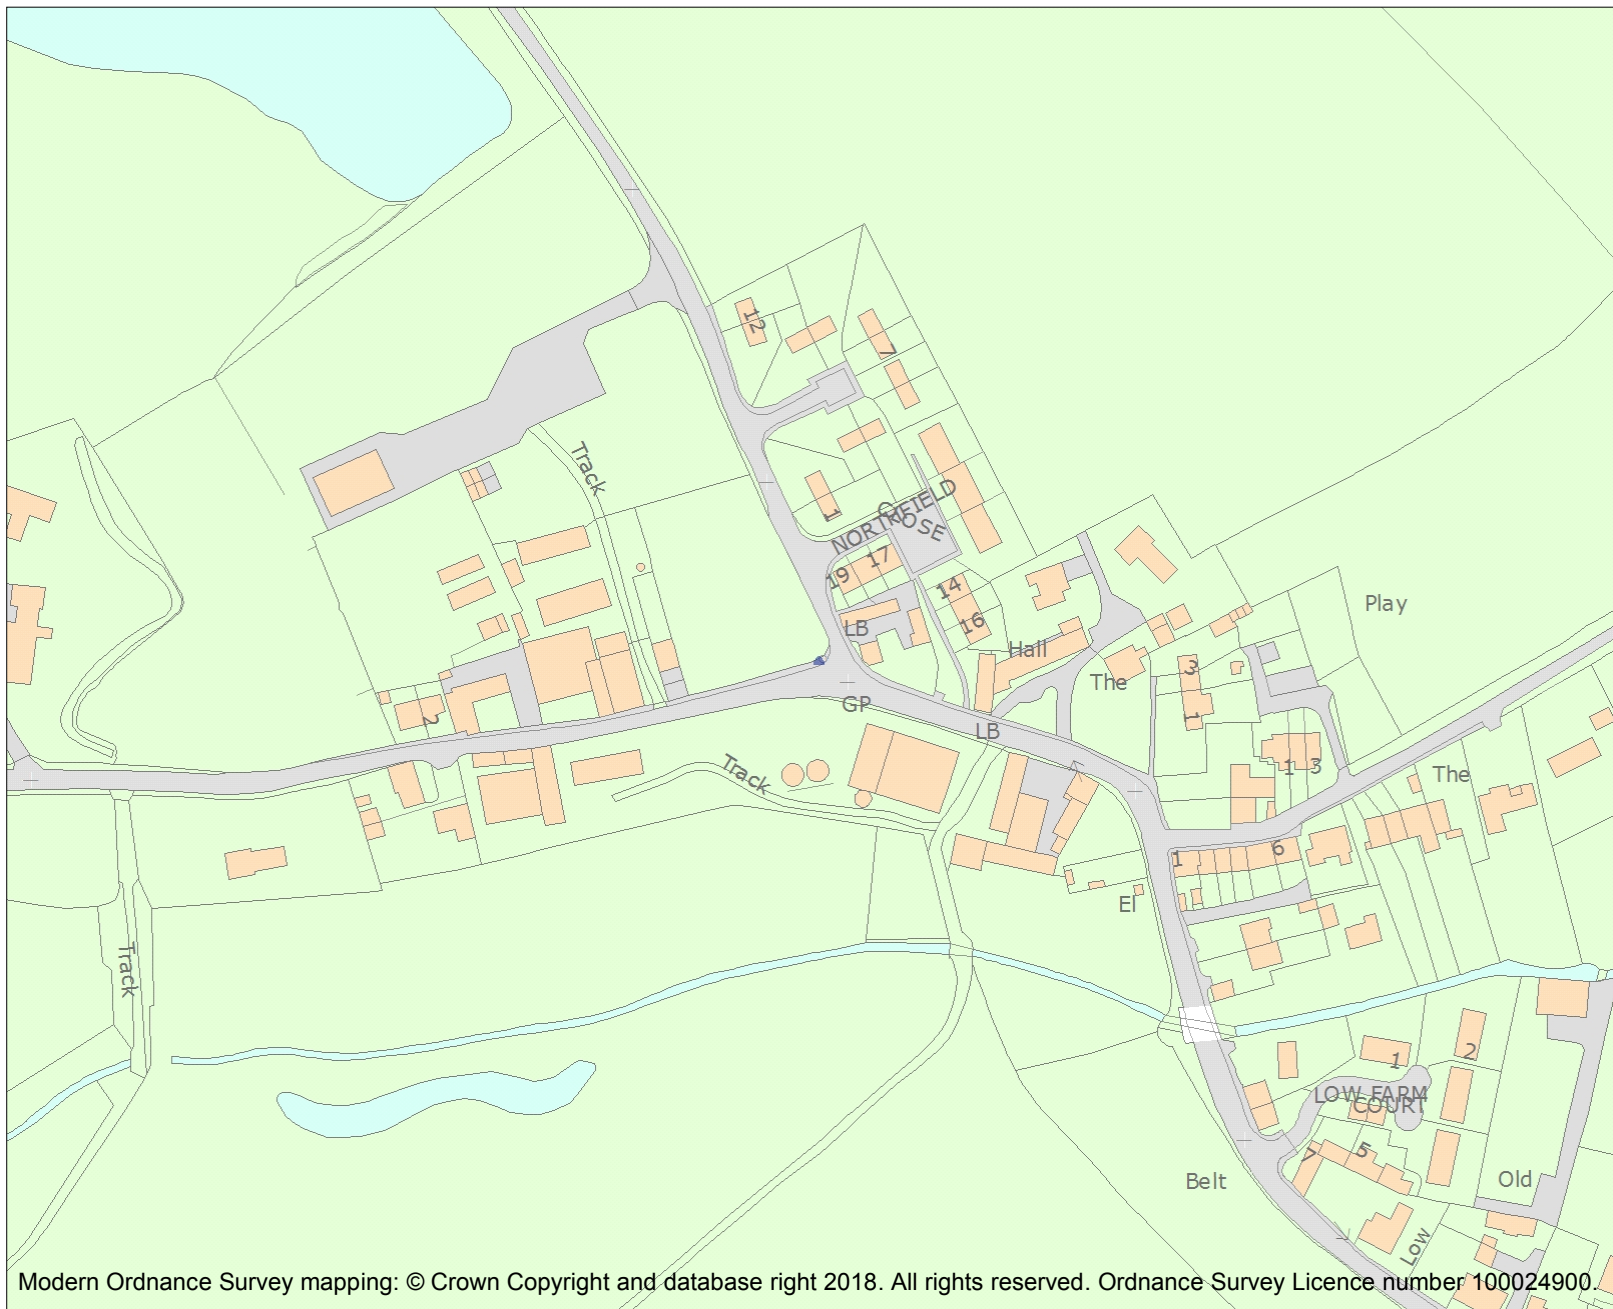 12
7
Track
1
NORTHFIELD
CLOSE
19
17
14
16
LB
Hall
Play
The
3
1
2
GP
LB
Track
1
3
The
1
6
El
Track
1
2
LOW FARM
COURT
7
5
Belt
Old
Low
Modern Ordnance Survey mapping: © Crown Copyright and database right 2018. All rights reserved. Ordnance Survey Licence number 100024900.